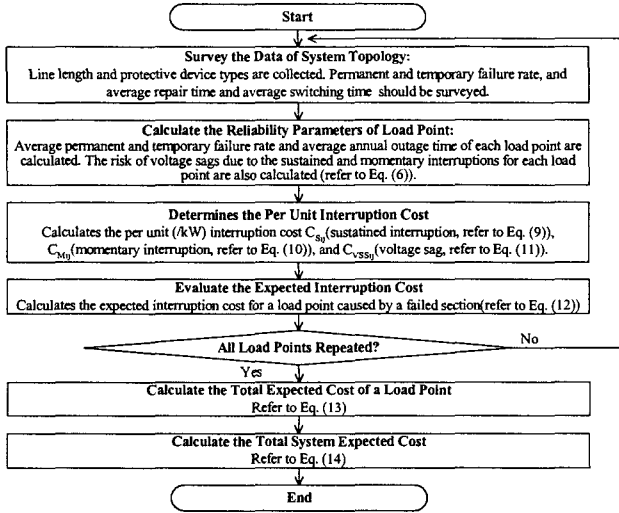 Start
Survey the Data of System Topology:
Line length and protective device types are collected. Permanent and temporary failure rate, and
average repair time and average switching time should be surveyed.
Calculate the Reliability Parameters of Load Point:
Average permanent and temporary failure rate and average annual outage time of each load point are
calculated. The risk of voltage sags due to the sustained and momentary interruptions for each load
point are also calculated (refer to Eq. (6)).
Determines the Per Unit Interruption Cost
Calculates the per unit (/kW) interruption cost C_Sij(sustatined interruption, refer to Eq. (9)),
C_Mij(momentary interruption, refer to Eq. (10)), and C_VSSij(voltage sag, refer to Eq. (11)).
Evaluate the Expected Interruption Cost
Calculates the expected interruption cost for a load point caused by a failed section(refer to Eq. (12))
All Load Points Repeated?
No
Yes
Calculate the Total Expected Cost of a Load Point
Refer to Eq. (13)
Calculate the Total System Expected Cost
Refer to Eq. (14)
End